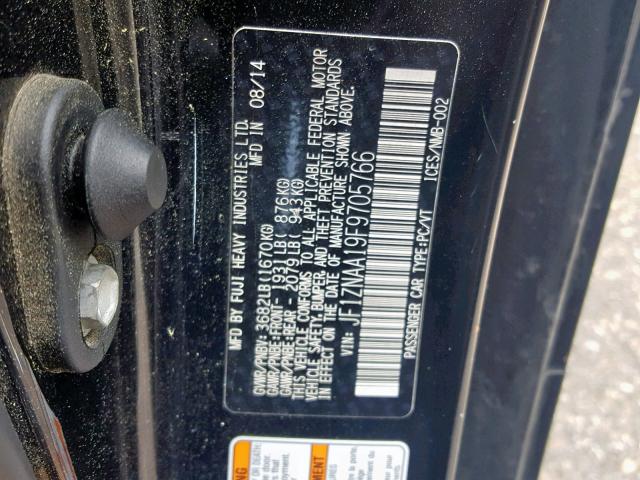 MFD BY FUJI HEAVY INDUSTRIES LTD.
MFD IN 08/14
GVWR/PNBV: 3682LB(1670KG)
GAWR/PNBE:FRONT- 1931LB( 876KG)
GAWR/PNBE:REAR - 2079LB( 943KG)
THIS VEHICLE CONFORMS TO ALL APPLICABLE FEDERAL MOTOR
VEHICLE SAFETY, BUMPER, AND THEFT PREVENTION STANDARDS
IN EFFECT ON THE DATE OF MANUFACTURE SHOWN ABOVE.
VIN: JF1ZNAA19F9705766
PASSENGER CAR TYPE:PC/VT
ICES/NMB-002